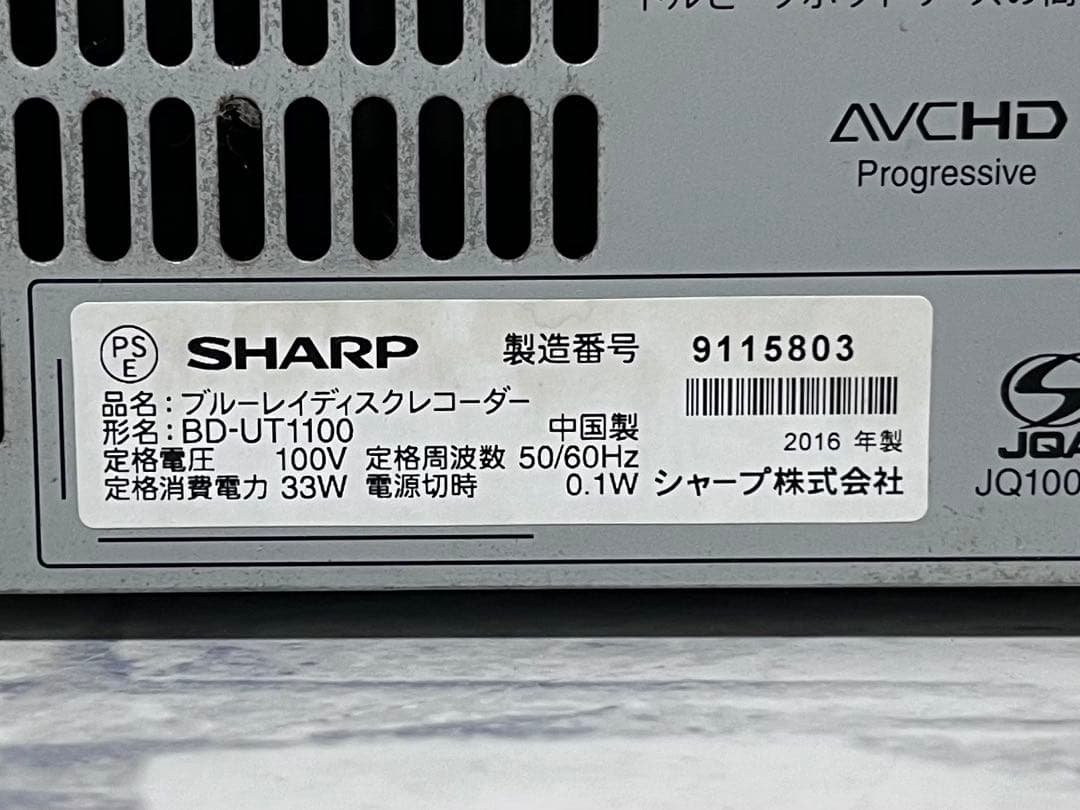 AVCHD
Progressive
PS
E
SHARP 製造番号 9115803
品名：ブルーレイディスクレコーダー
形名：BD-UT1100 中国製
2016 年製
定格電圧 100V 定格周波数 50/60Hz
定格消費電力 33W 電源切時 0.1W シャープ株式会社
JQA
JQ100